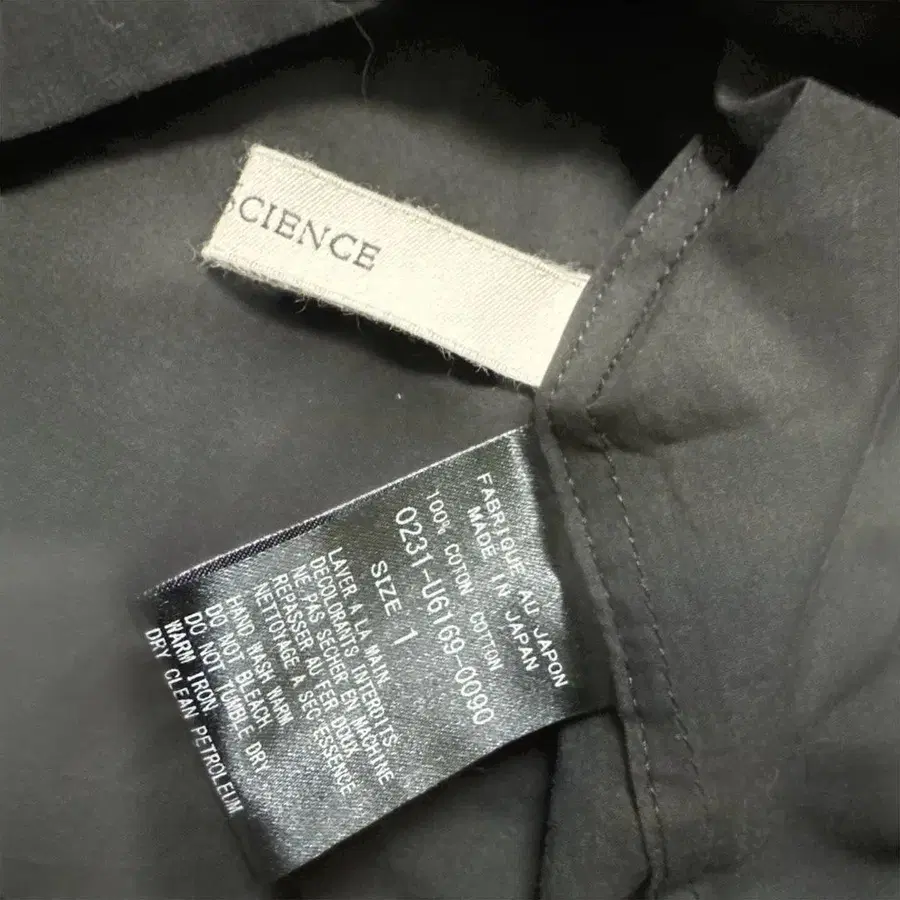 SCIENCE
FABRIQUE AU JAPON
MADE IN JAPAN
100% COTON COTTON
0231-U6169-0090
SIZE 1
LAVER A LA MAIN
DECOLORANTS INTERDITS
NE PAS SECHER EN MACHINE
REPASSER AU FER DOUX
NETTOYAGE A SEC ESSENCE
HAND WASH WARM
DO NOT BLEACH
DO NOT TUMBLE DRY
WARM IRON
DRY CLEAN PETROLEUM